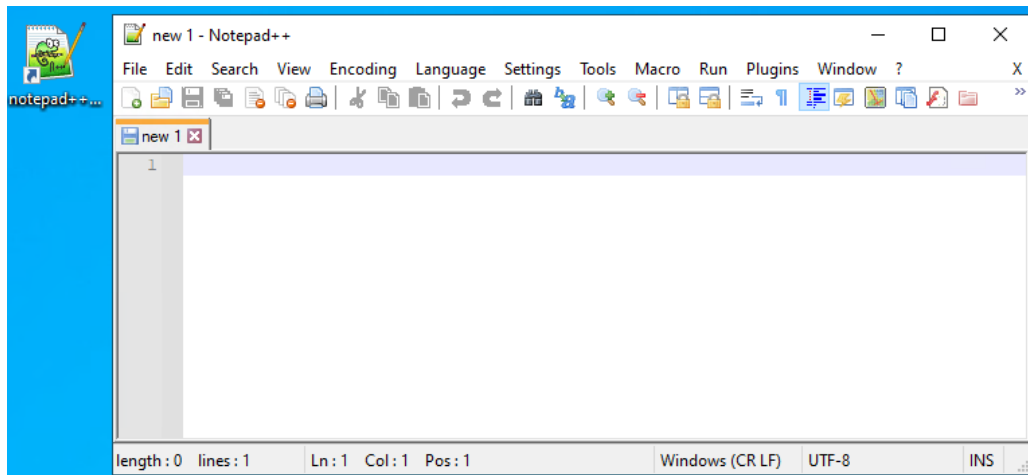 new 1 - Notepad++
File Edit Search View Encoding Language Settings Tools Macro Run Plugins Window ? X
notepad++...
new 1
1
length : 0 lines : 1 Ln : 1 Col : 1 Pos : 1 Windows (CR LF) UTF-8 INS